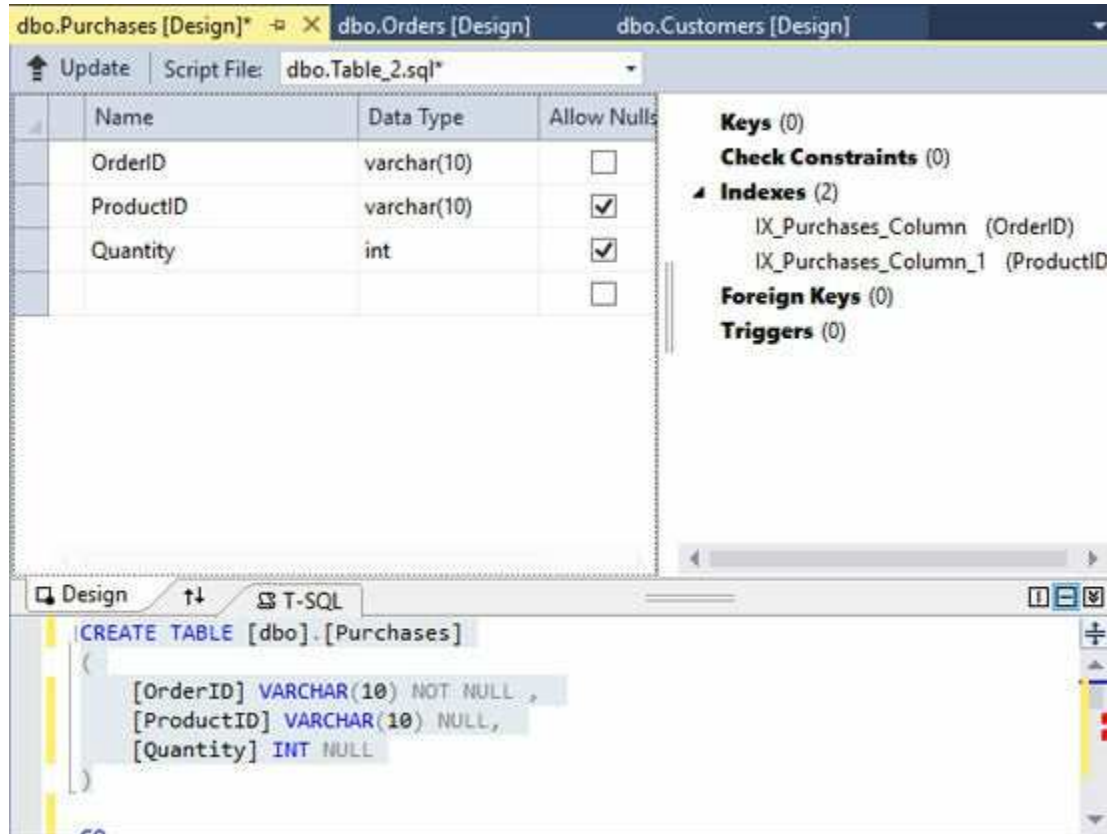 dbo.Purchases [Design]* dbo.Orders [Design] dbo.Customers [Design]
Update Script File: dbo.Table_2.sql*
Name Data Type Allow Nulls
OrderID varchar(10)
ProductID varchar(10)
Quantity int
Keys (0)
Check Constraints (0)
Indexes (2)
IX_Purchases_Column (OrderID)
IX_Purchases_Column_1 (ProductID
Foreign Keys (0)
Triggers (0)
Design T-SQL
CREATE TABLE [dbo].[Purchases]
(
[OrderID] VARCHAR(10) NOT NULL ,
[ProductID] VARCHAR(10) NULL,
[Quantity] INT NULL
)